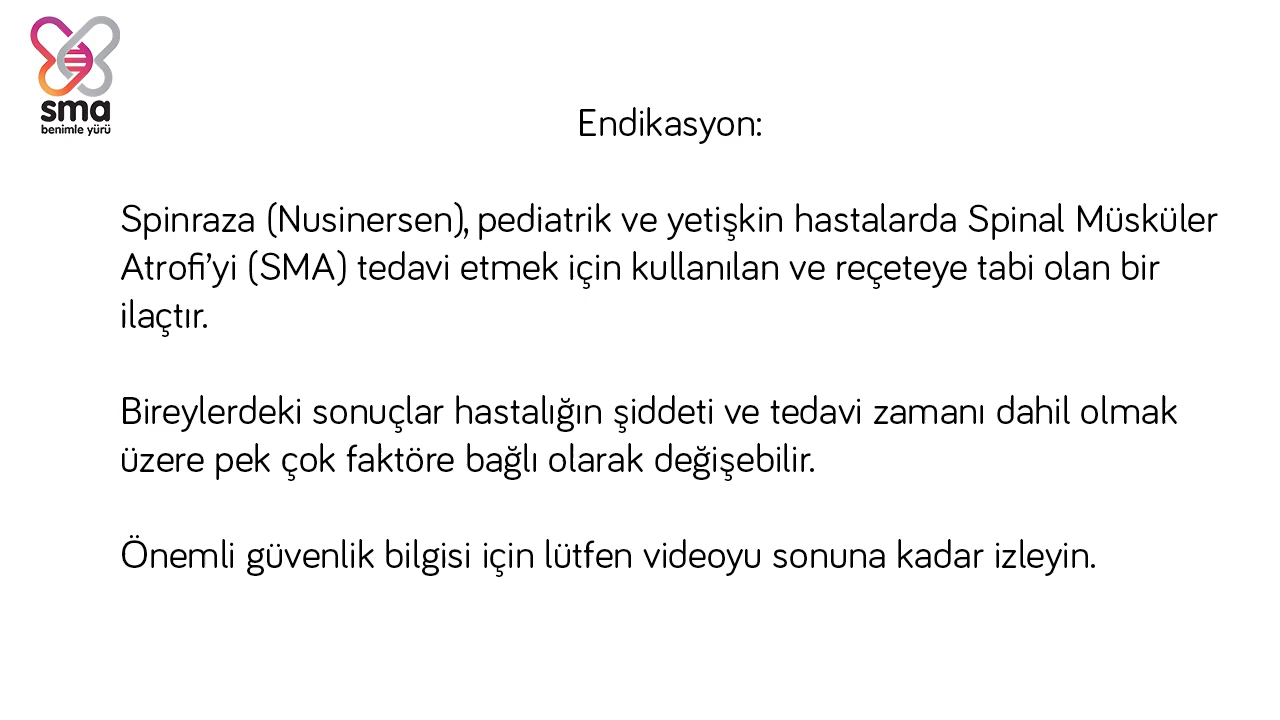 sma
benimle yürü
Endikasyon:
Spinraza (Nusinersen), pediatrik ve yetişkin hastalarda Spinal Müsküler
Atrofi’yi (SMA) tedavi etmek için kullanılan ve reçeteye tabi olan bir
ilaçtır.
Bireylerdeki sonuçlar hastalığın şiddeti ve tedavi zamanı dahil olmak
üzere pek çok faktöre bağlı olarak değişebilir.
Önemli güvenlik bilgisi için lütfen videoyu sonuna kadar izleyin.